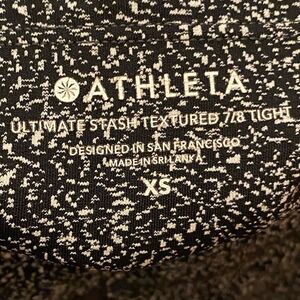 ATHLETA
ULTIMATE STASH TEXTURED 7/8 TIGHT
DESIGNED IN SAN FRANCISCO
MADE IN SRI LANKA
XS